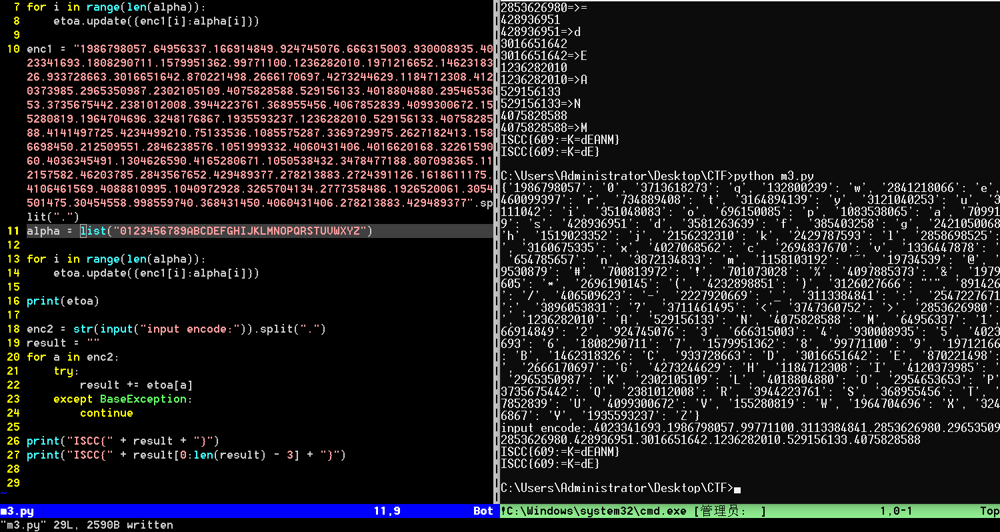 7 for i in range(len(alpha)):
8     etoa.update({enc1[i]:alpha[i]})
9
10 enc1 = "1986798057.64956337.166914849.924745076.666315003.930008935.40
23341693.1808290711.1579951362.99771100.1236282010.1971216652.14623183
26.933728663.3016651642.870221498.2666170697.4273244629.1184712308.412
0373985.2965350987.2302105109.4075828588.529156133.4018804880.29546536
53.3735675442.2381012008.3944223761.368955456.4067852839.4099300672.15
5280819.1964704696.3248176867.1935593237.1236282010.529156133.40758285
88.4141497725.4234499210.75133536.1085575287.3369729975.2627182413.158
6698450.212509551.2846238576.1051999332.4060431406.4016620168.32261590
60.4036345491.1304626590.4165280671.1050538432.3478477188.807098365.11
2157582.46203785.2843567652.429489377.278213883.2724391126.1618611175.
4106461569.4088810995.1040972928.3265704134.2777358486.1926520061.3054
501475.30454558.998559740.368431450.4060431406.278213883.429489377".sp
lit(".")
11 alpha = list("0123456789ABCDEFGHIJKLMNOPQRSTUVWXYZ")
12
13 for i in range(len(alpha)):
14     etoa.update({enc1[i]:alpha[i]})
15
16 print(etoa)
17
18 enc2 = str(input("input encode:")).split(".")
19 result = ""
20 for a in enc2:
21     try:
22         result += etoa[a]
23     except BaseException:
24         continue
25
26 print("ISCC{" + result + "}")
27 print("ISCC{" + result[0:len(result) - 3] + "}")
28
29
~
m3.py 11,9 Bot
"m3.py" 29L, 2590B written
2853626980=>=
428936951
428936951=>d
3016651642
3016651642=>E
1236282010
1236282010=>A
529156133
529156133=>N
4075828588
4075828588=>M
ISCC{609:=K=dEANM}
ISCC{609:=K=dE}

C:\Users\Administrator\Desktop\CTF>python m3.py
{'1986798057': '0', '3713618273': 'q', '132800239': 'w', '2841218066': 'e',
460099397': 'r', '734889408': 't', '3164894139': 'y', '3121040253': 'u', '3
111042': 'i', '351048083': 'o', '696150085': 'p', '1083538065': 'a', '70991
9': 's', '428936951': 'd', '3581263639': 'f', '385403258': 'g', '2421050068
'h', '1519023352': 'j', '2156232310': 'k', '2429787593': 'l', '2858698525':
', '3160675335': 'x', '4027068562': 'c', '2694837670': 'v', '1336447878': '
'654785657': 'n', '3872134833': 'm', '1158103192': '~', '19734539': '@', '
9530879': '#', '700813972': '!', '701073028': '%', '4097885373': '&', '1979
605': '*', '2696190145': '(', '4232898851': ')', '3126027666': "'", '891426
': '/', '406509623': '-', '2227920669': '_', '3113384841': ':', '2547227671
';', '3896053831': '?', '3711461495': '<', '3747360752': '>', '2853626980':
, '1236282010': 'A', '529156133': 'N', '4075828588': 'M', '64956337': '1',
66914849': '2', '924745076': '3', '666315003': '4', '930008935': '5', '4023
693': '6', '1808290711': '7', '1579951362': '8', '99771100': '9', '19712166
'B', '1462318326': 'C', '933728663': 'D', '3016651642': 'E', '870221498':
, '2666170697': 'G', '4273244629': 'H', '1184712308': 'I', '4120373985': '
, '2965350987': 'K', '2302105109': 'L', '4018804880': 'O', '2954653653': 'P
3735675442': 'Q', '2381012008': 'R', '3944223761': 'S', '368955456': 'T', '
7852839': 'U', '4099300672': 'V', '155280819': 'W', '1964704696': 'X', '324
6867': 'Y', '1935593237': 'Z'}
input encode:.4023341693.1986798057.99771100.3113384841.2853626980.29653509
2853626980.428936951.3016651642.1236282010.529156133.4075828588
ISCC{609:=K=dEANM}
ISCC{609:=K=dE}

C:\Users\Administrator\Desktop\CTF>
!C:\Windows\system32\cmd.exe [管理员: ] 1,0-1 Top